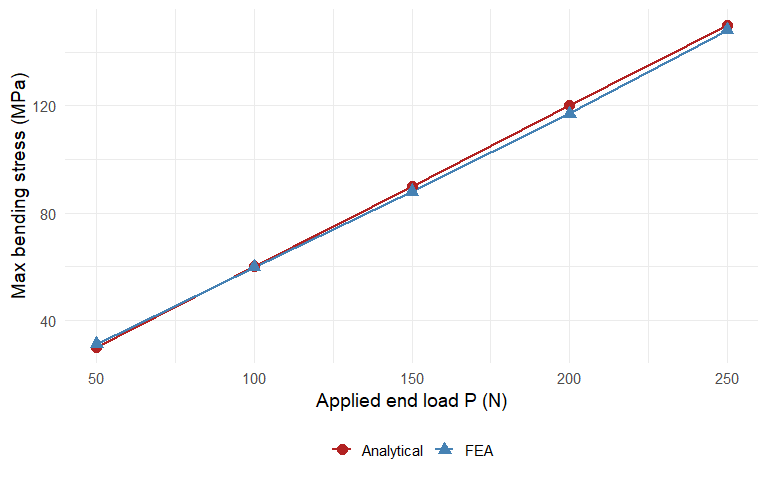 Max bending stress (MPa)
120
80
40
50 100 150 200 250
Applied end load P (N)
Analytical FEA